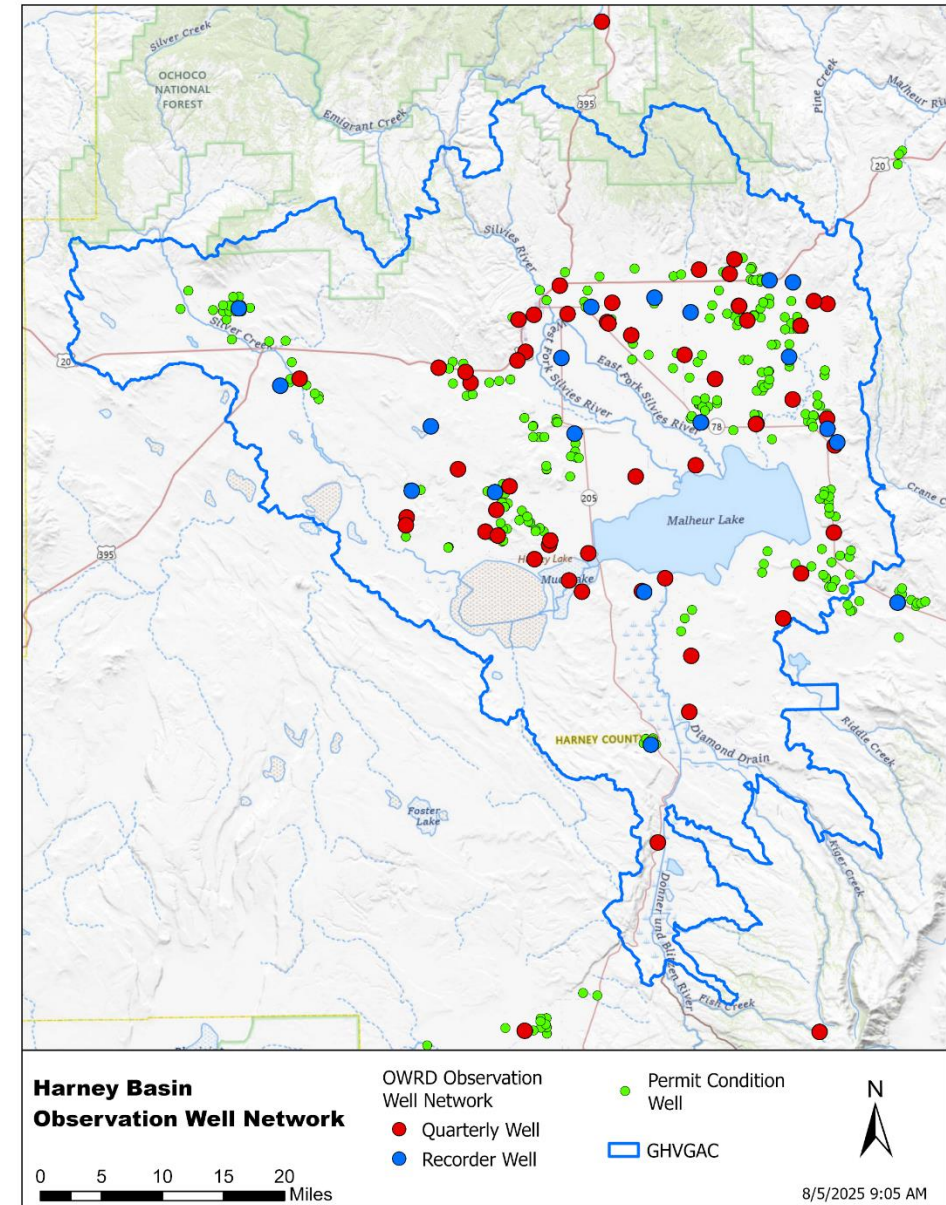 Silver Creek
OCHOCO
NATIONAL
FOREST
Emigrant Creek
395
Pine Creek
Malheur Ri
20
Silvies River
Silver Creek
20
West Fork Silvies River
East Fork Silvies River
78
205
Malheur Lake
Crane C
395
Mud Lake
HARNEY COUNTY
Diamond Drain
Riddle Creek
Foster
Lake
Kiger Creek
Donner und Blitzen River
Fish Creek
Harney Basin
Observation Well Network
0 5 10 15 20
Miles
OWRD Observation
Well Network
Quarterly Well
Recorder Well
Permit Condition
Well
GHVGAC
N
8/5/2025 9:05 AM